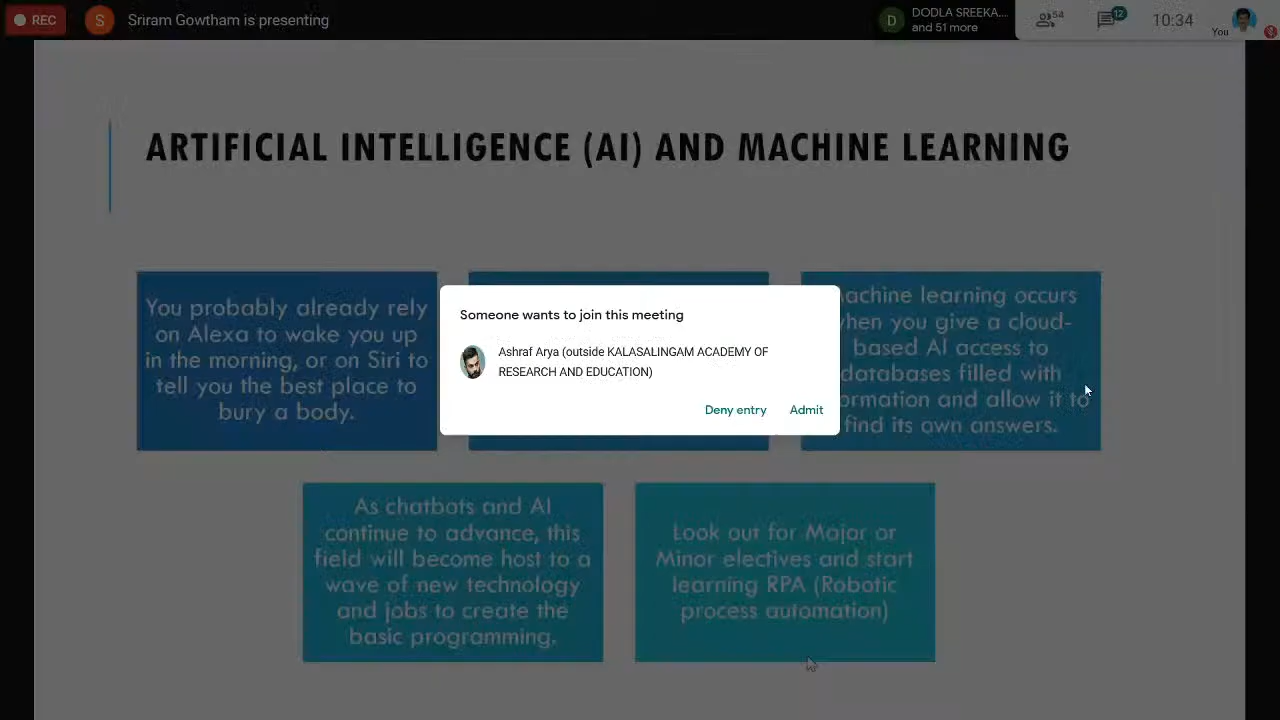 REC
S
Sriram Gowtham is presenting
D
DODLA SREEKA...
and 51 more
54
12
10:34
You
ARTIFICIAL INTELLIGENCE (AI) AND MACHINE LEARNING
You probably already rely
on Alexa to wake you up
in the morning, or on Siri to
tell you the best place to
bury a body.
Someone wants to join this meeting
Ashraf Arya (outside KALASALINGAM ACADEMY OF
RESEARCH AND EDUCATION)
Deny entry
Admit
achine learning occurs
hen you give a cloud-
based AI access to
databases filled with
ormation and allow it to
find its own answers.
As chatbots and AI
continue to advance, this
field will become host to a
wave of new technology
and jobs to create the
basic programming.
Look out for Major or
Minor electives and start
learning RPA (Robotic
process automation)